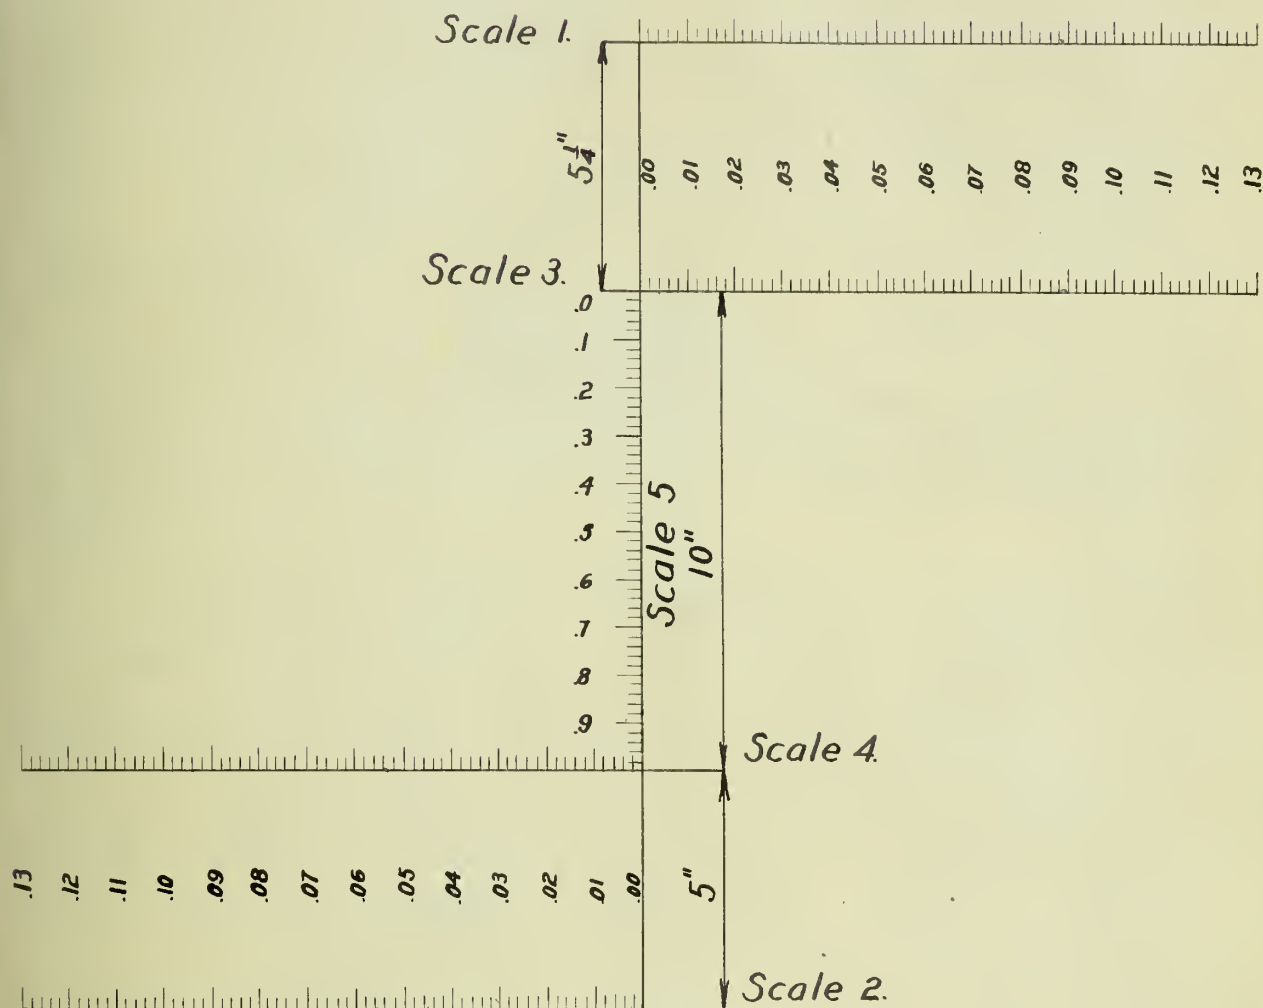 Scale 1.
5 1/4"
.00 .01 .02 .03 .04 .05 .06 .07 .08 .09 .10 .11 .12 .13
Scale 3.
.0
.1
.2
.3
.4
.5
.6
.7
.8
.9
Scale 5
10"
Scale 4.
.13 .12 .11 .10 .09 .08 .07 .06 .05 .04 .03 .02 .01 .00
5"
Scale 2.